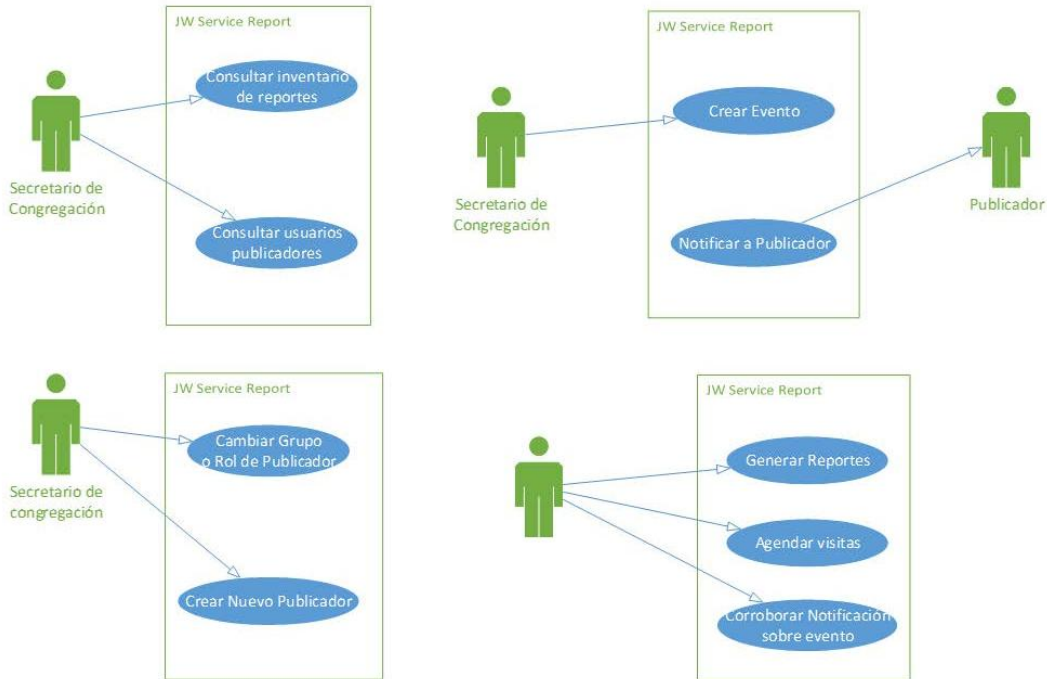 JW Service Report
Consultar inventario
de reportes
Secretario de
Congregación
Consultar usuarios
publicadores
JW Service Report
Crear Evento
Secretario de
Congregación
Publicador
Notificar a Publicador
JW Service Report
Cambiar Grupo
o Rol de Publicador
Secretario de
congregación
Crear Nuevo Publicador
JW Service Report
Generar Reportes
Agendar visitas
Corroborar Notificación
sobre evento